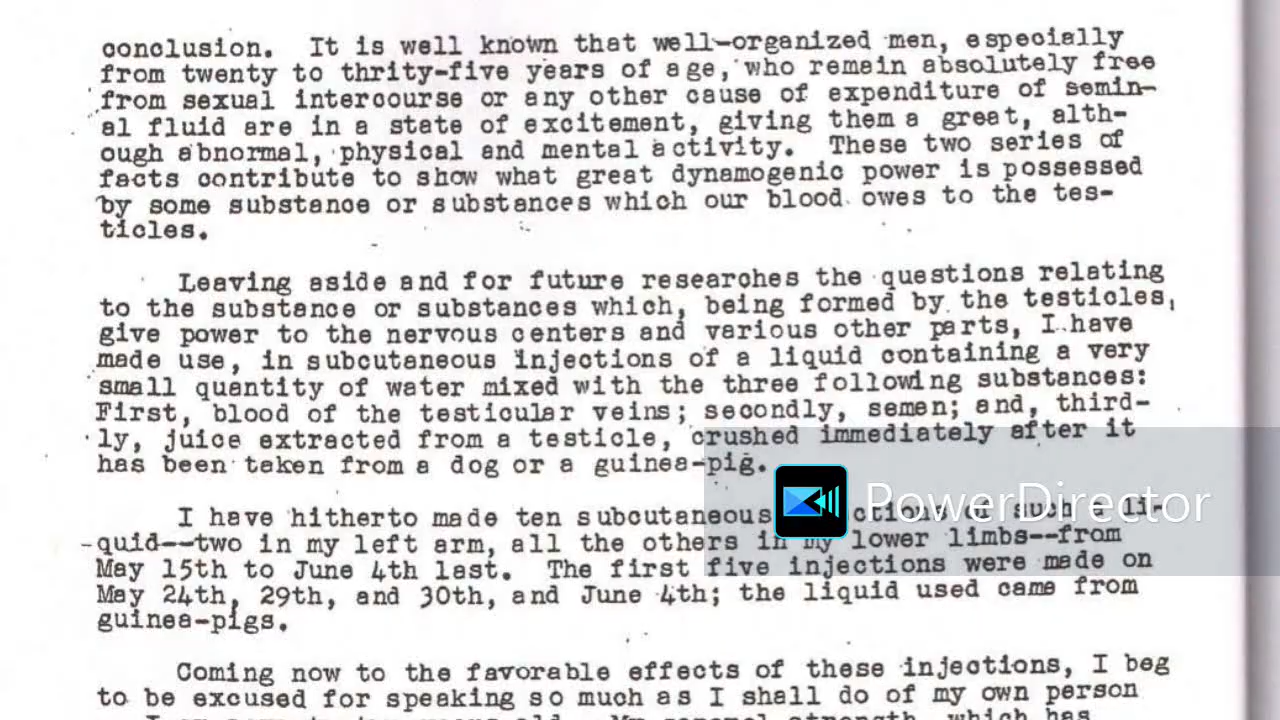 conclusion. It is well known that well-organized men, especially
from twenty to thrity-five years of age, who remain absolutely free
from sexual intercourse or any other cause of expenditure of semin-
al fluid are in a state of excitement, giving them a great, alth-
ough abnormal, physical and mental activity. These two series of
facts contribute to show what great dynamogenic power is possessed
by some substance or substances which our blood owes to the tes-
ticles.
Leaving aside and for future researches the questions relating
to the substance or substances which, being formed by the testicles,
give power to the nervous centers and various other parts, I have
made use, in subcutaneous injections of a liquid containing a very
small quantity of water mixed with the three following substances:
First, blood of the testicular veins; secondly, semen; and, third-
ly, juice extracted from a testicle, crushed immediately after it
has been taken from a dog or a guinea-pig.
PowerDirector
I have hitherto made ten subcutaneous such a li-
quid--two in my left arm, all the others in my lower limbs--from
May 15th to June 4th last. The first five injections were made on
May 24th, 29th, and 30th, and June 4th; the liquid used came from
guinea-pigs.
Coming now to the favorable effects of these injections, I beg
to be excused for speaking so much as I shall do of my own person